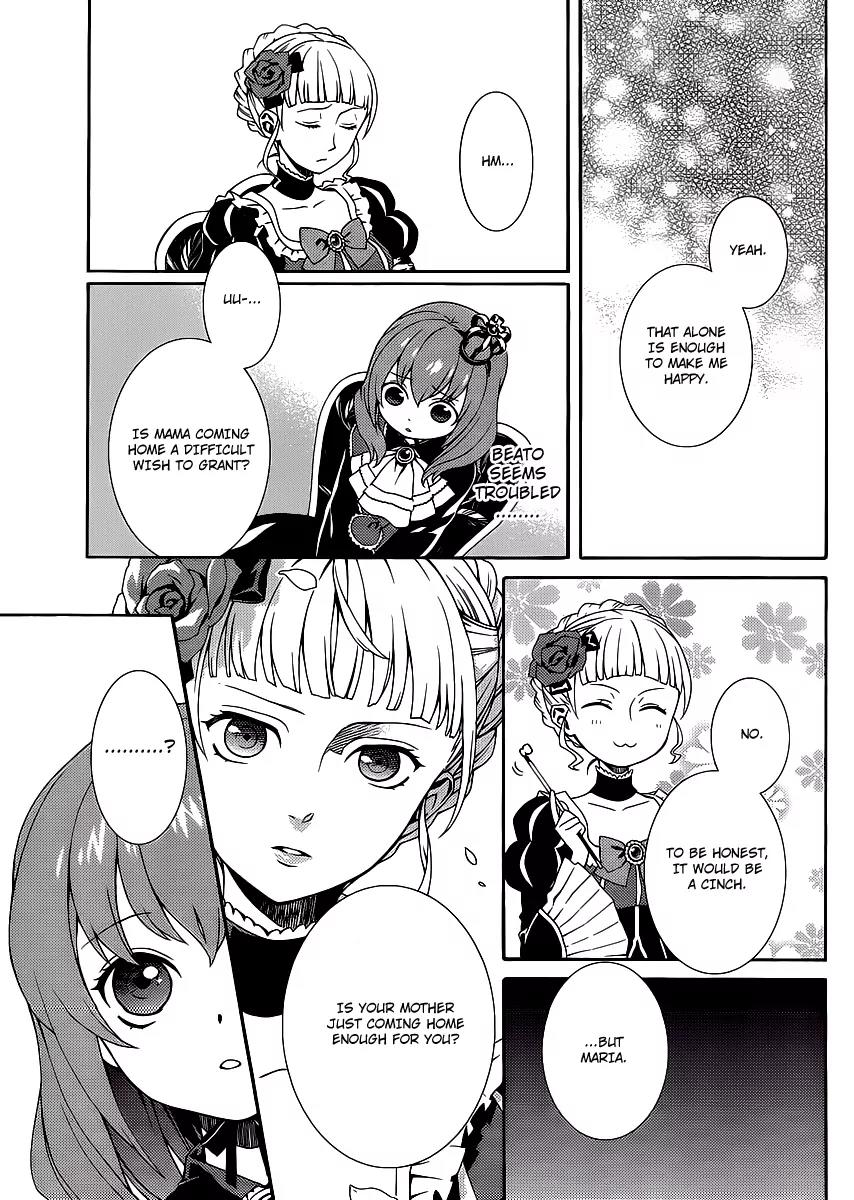 YEAH.
THAT ALONE
IS ENOUGH
TO MAKE ME
HAPPY.
HM...
UU-...
IS MAMA COMING
HOME A DIFFICULT
WISH TO GRANT?
BEATO
SEEMS
TROUBLED
........
NO.
TO BE HONEST,
IT WOULD BE
A CINCH.
...BUT
MARIA.
IS YOUR MOTHER
JUST COMING HOME
ENOUGH FOR YOU?
..........?